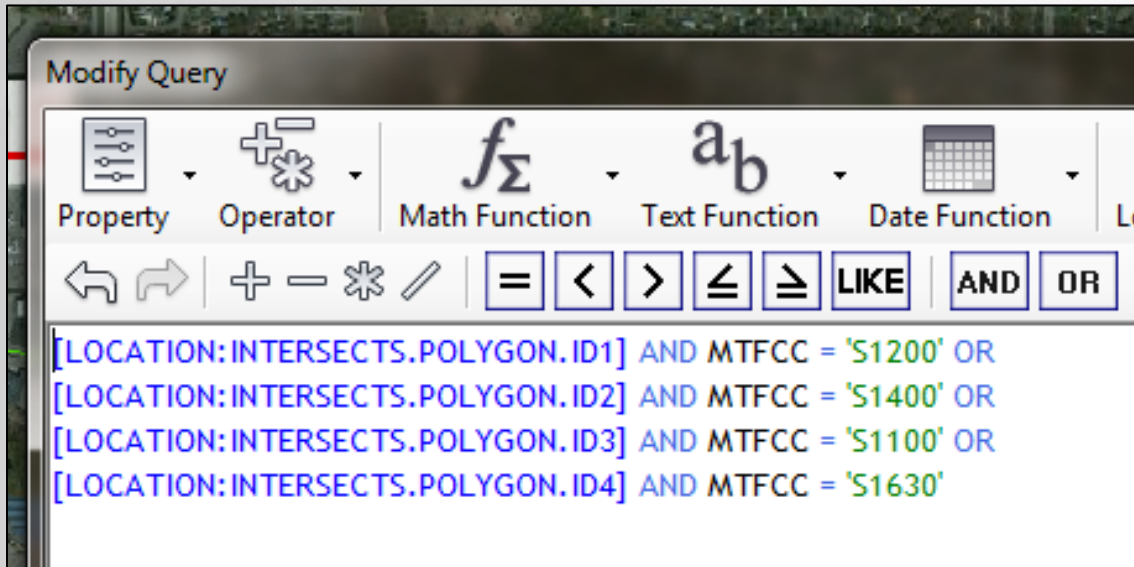 Modify Query
Property Operator Math Function Text Function Date Function
= < > ≤ ≥ LIKE AND OR
[LOCATION:INTERSECTS.POLYGON.ID1] AND MTFCC = 'S1200' OR
[LOCATION:INTERSECTS.POLYGON.ID2] AND MTFCC = 'S1400' OR
[LOCATION:INTERSECTS.POLYGON.ID3] AND MTFCC = 'S1100' OR
[LOCATION:INTERSECTS.POLYGON.ID4] AND MTFCC = 'S1630'